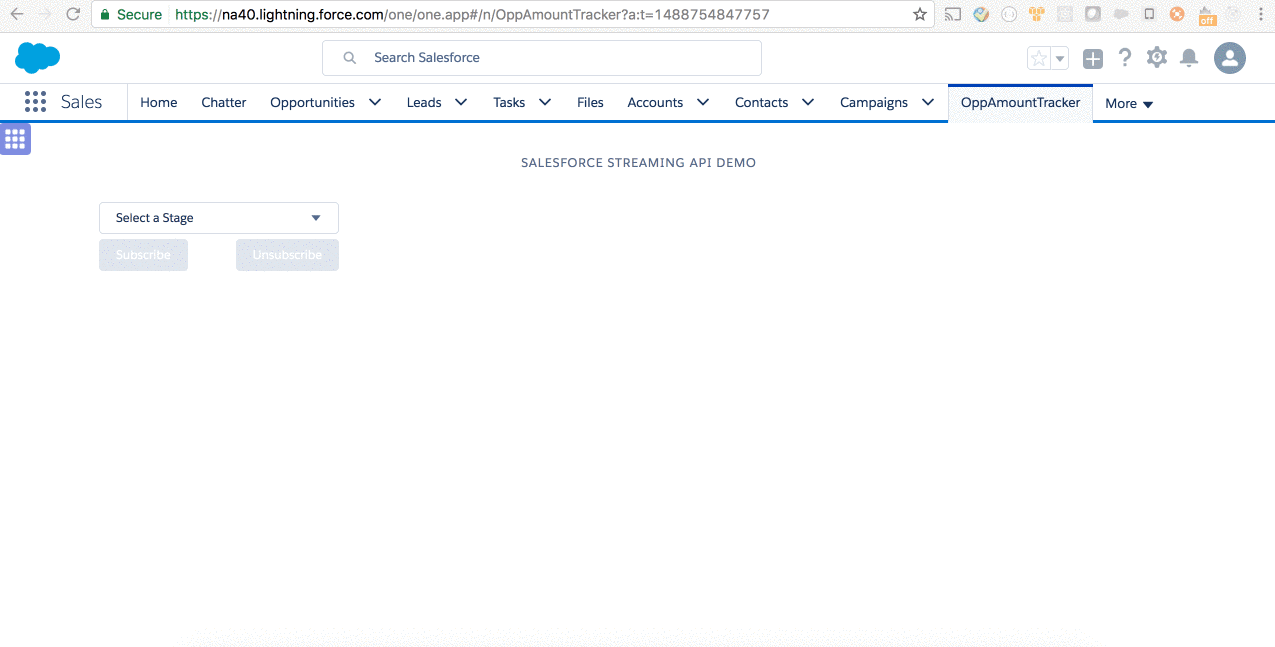 Secure https://na40.lightning.force.com/one/one.app#/n/OppAmountTracker?a:t=1488754847757
off
Search Salesforce
Sales Home Chatter Opportunities Leads Tasks Files Accounts Contacts Campaigns OppAmountTracker More
SALESFORCE STREAMING API DEMO
Select a Stage
Subscribe Unsubscribe